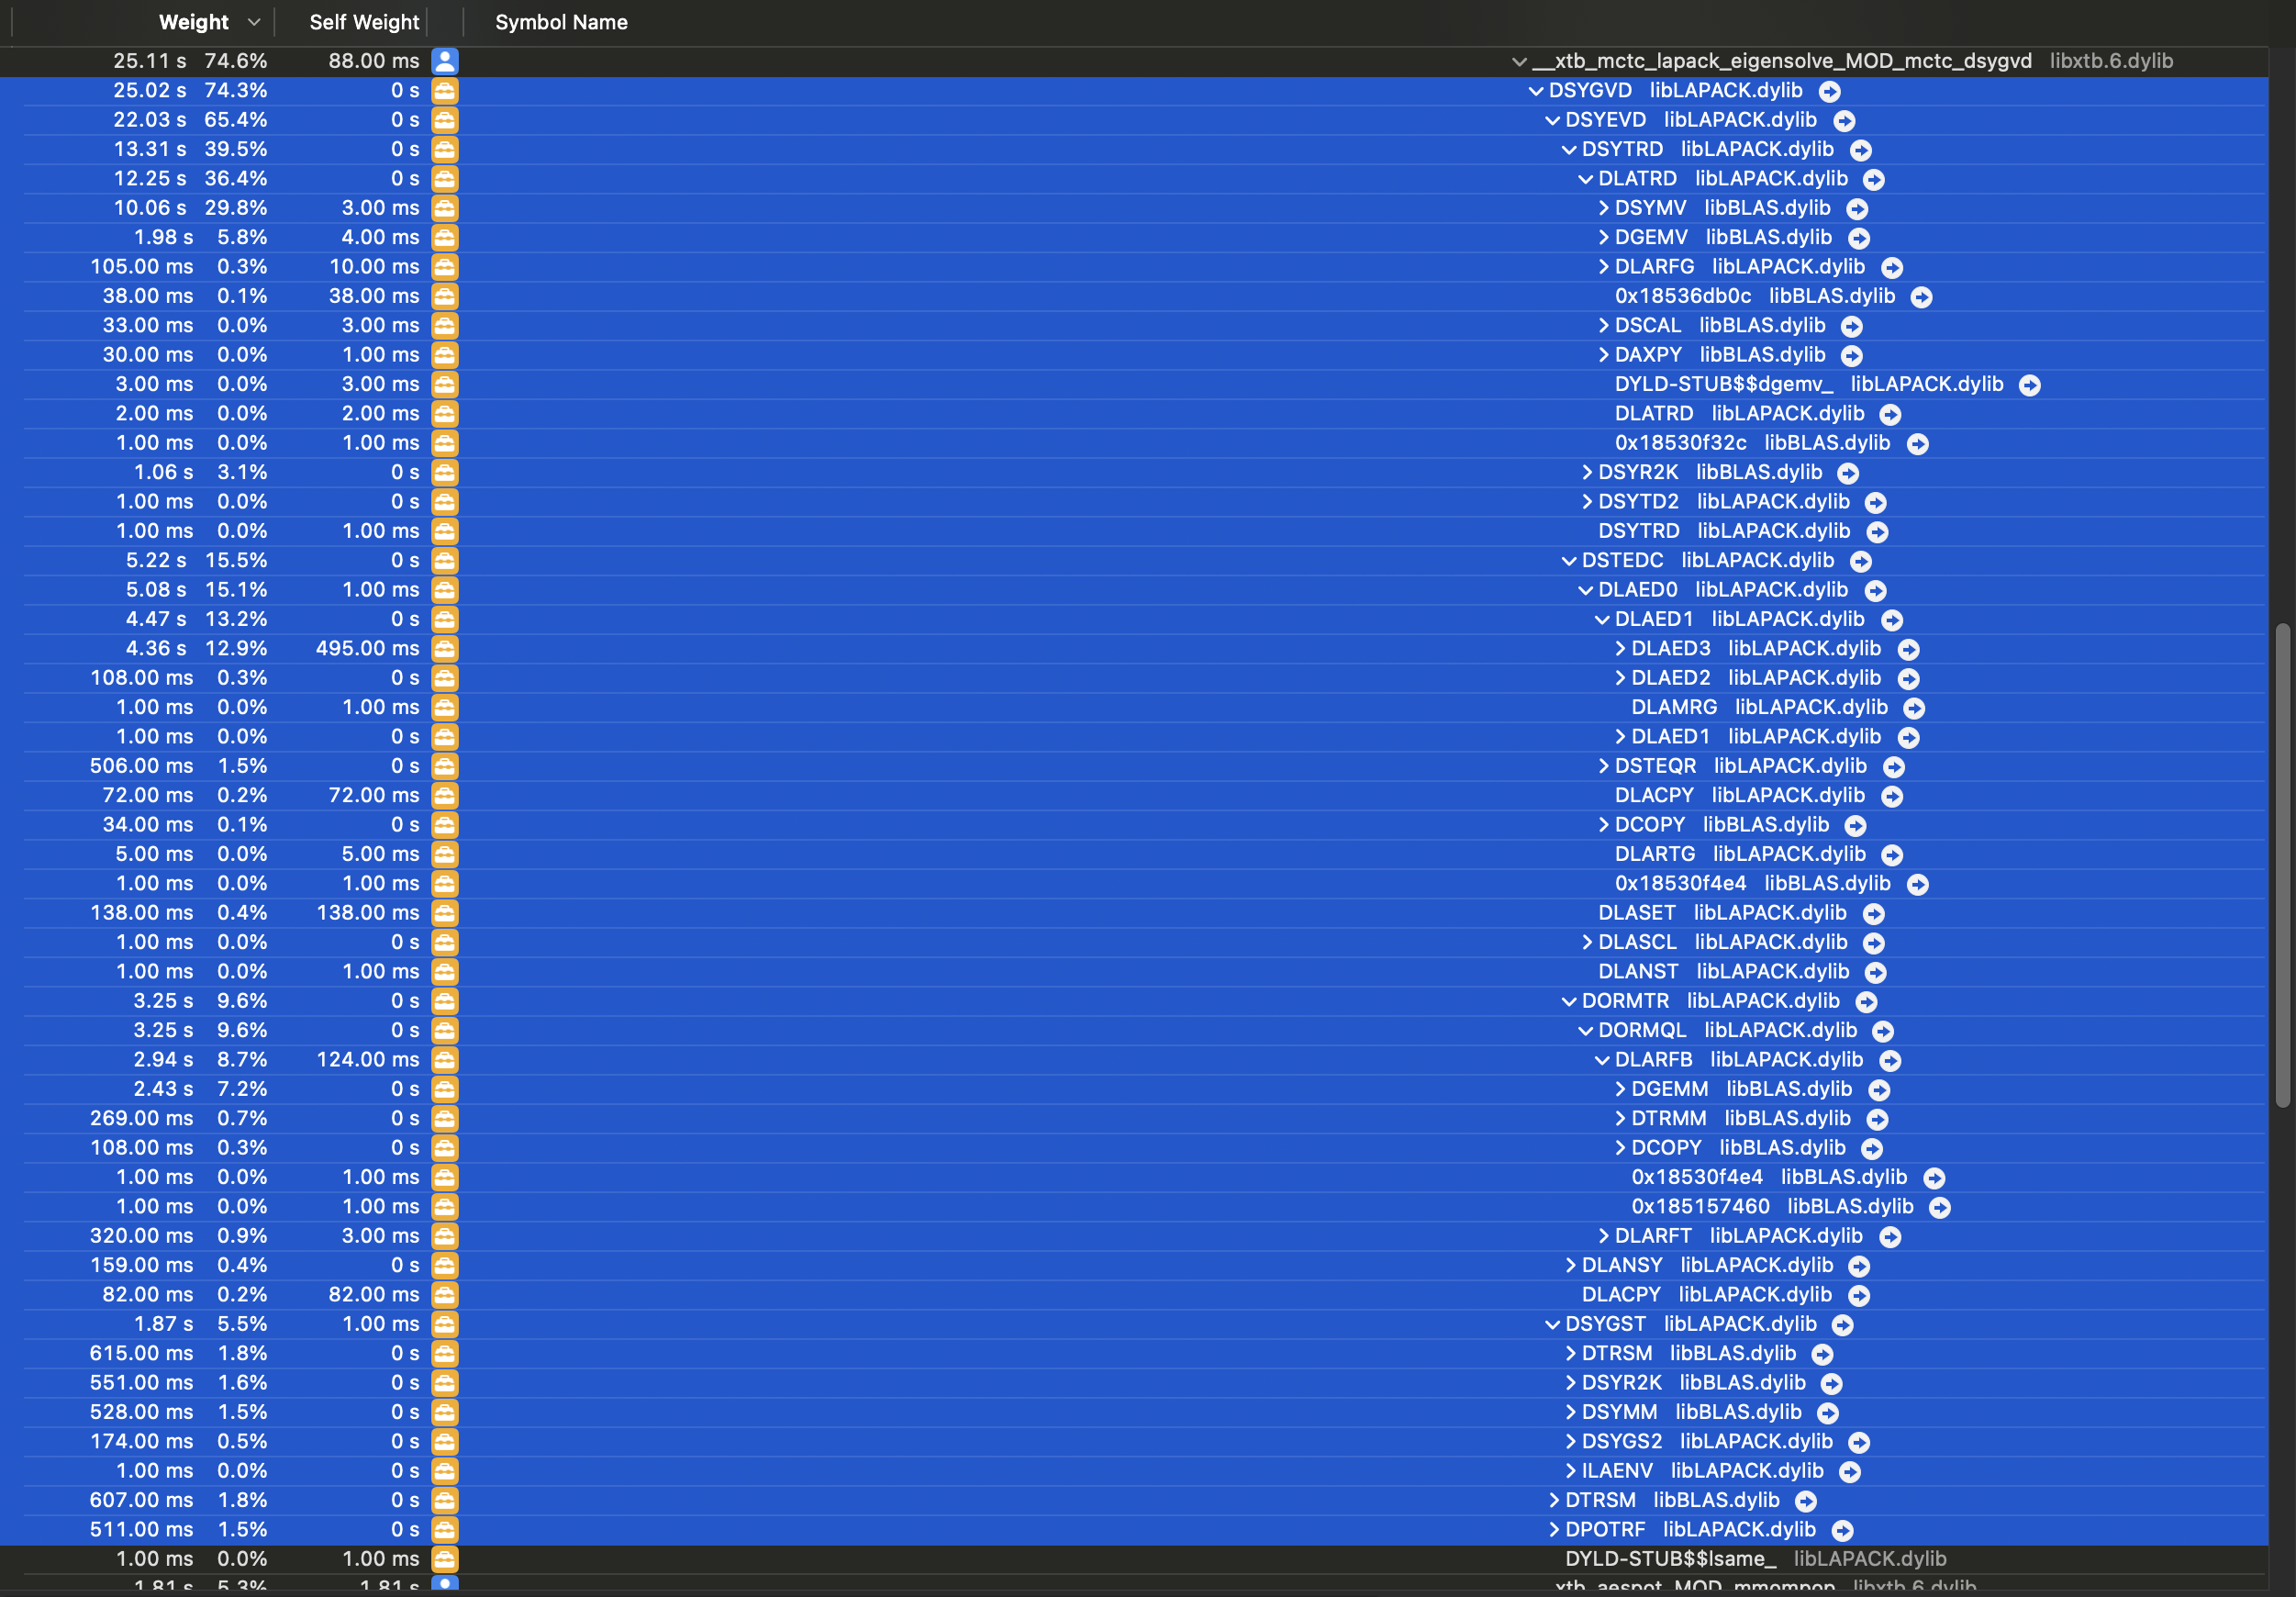 Weight Self Weight Symbol Name
25.11 s 74.6% 88.00 ms __xtb_mctc_lapack_eigensolve_MOD_mctc_dsygvd libxtb.6.dylib
25.02 s 74.3% 0 s DSYGVD libLAPACK.dylib
22.03 s 65.4% 0 s DSYEVD libLAPACK.dylib
13.31 s 39.5% 0 s DSYTRD libLAPACK.dylib
12.25 s 36.4% 0 s DLATRD libLAPACK.dylib
10.06 s 29.8% 3.00 ms DSYMV libBLAS.dylib
1.98 s 5.8% 4.00 ms DGEMV libBLAS.dylib
105.00 ms 0.3% 10.00 ms DLARFG libLAPACK.dylib
38.00 ms 0.1% 38.00 ms 0x18536db0c libBLAS.dylib
33.00 ms 0.0% 3.00 ms DSCAL libBLAS.dylib
30.00 ms 0.0% 1.00 ms DAXPY libBLAS.dylib
3.00 ms 0.0% 3.00 ms DYLD-STUB$$dgemv_ libLAPACK.dylib
2.00 ms 0.0% 2.00 ms DLATRD libLAPACK.dylib
1.00 ms 0.0% 1.00 ms 0x18530f32c libBLAS.dylib
1.06 s 3.1% 0 s DSYR2K libBLAS.dylib
1.00 ms 0.0% 0 s DSYTD2 libLAPACK.dylib
1.00 ms 0.0% 1.00 ms DSYTRD libLAPACK.dylib
5.22 s 15.5% 0 s DSTEDC libLAPACK.dylib
5.08 s 15.1% 1.00 ms DLAED0 libLAPACK.dylib
4.47 s 13.2% 0 s DLAED1 libLAPACK.dylib
4.36 s 12.9% 495.00 ms DLAED3 libLAPACK.dylib
108.00 ms 0.3% 0 s DLAED2 libLAPACK.dylib
1.00 ms 0.0% 1.00 ms DLAMRG libLAPACK.dylib
1.00 ms 0.0% 0 s DLAED1 libLAPACK.dylib
506.00 ms 1.5% 0 s DSTEQR libLAPACK.dylib
72.00 ms 0.2% 72.00 ms DLACPY libLAPACK.dylib
34.00 ms 0.1% 0 s DCOPY libBLAS.dylib
5.00 ms 0.0% 5.00 ms DLARTG libLAPACK.dylib
1.00 ms 0.0% 1.00 ms 0x18530f4e4 libBLAS.dylib
138.00 ms 0.4% 138.00 ms DLASET libLAPACK.dylib
1.00 ms 0.0% 0 s DLASCL libLAPACK.dylib
1.00 ms 0.0% 1.00 ms DLANST libLAPACK.dylib
3.25 s 9.6% 0 s DORMTR libLAPACK.dylib
3.25 s 9.6% 0 s DORMQL libLAPACK.dylib
2.94 s 8.7% 124.00 ms DLARFB libLAPACK.dylib
2.43 s 7.2% 0 s DGEMM libBLAS.dylib
269.00 ms 0.7% 0 s DTRMM libBLAS.dylib
108.00 ms 0.3% 0 s DCOPY libBLAS.dylib
1.00 ms 0.0% 1.00 ms 0x18530f4e4 libBLAS.dylib
1.00 ms 0.0% 1.00 ms 0x185157460 libBLAS.dylib
320.00 ms 0.9% 3.00 ms DLARFT libLAPACK.dylib
159.00 ms 0.4% 0 s DLANSY libLAPACK.dylib
82.00 ms 0.2% 82.00 ms DLACPY libLAPACK.dylib
1.87 s 5.5% 1.00 ms DSYGST libLAPACK.dylib
615.00 ms 1.8% 0 s DTRSM libBLAS.dylib
551.00 ms 1.6% 0 s DSYR2K libBLAS.dylib
528.00 ms 1.5% 0 s DSYMM libBLAS.dylib
174.00 ms 0.5% 0 s DSYGS2 libLAPACK.dylib
1.00 ms 0.0% 0 s ILAENV libLAPACK.dylib
607.00 ms 1.8% 0 s DTRSM libBLAS.dylib
511.00 ms 1.5% 0 s DPOTRF libLAPACK.dylib
1.00 ms 0.0% 1.00 ms DYLD-STUB$$lsame_ libLAPACK.dylib
1.81 s 5.3% 1.81 s xtb_aespot_MOD_mmompop libxtb.6.dylib